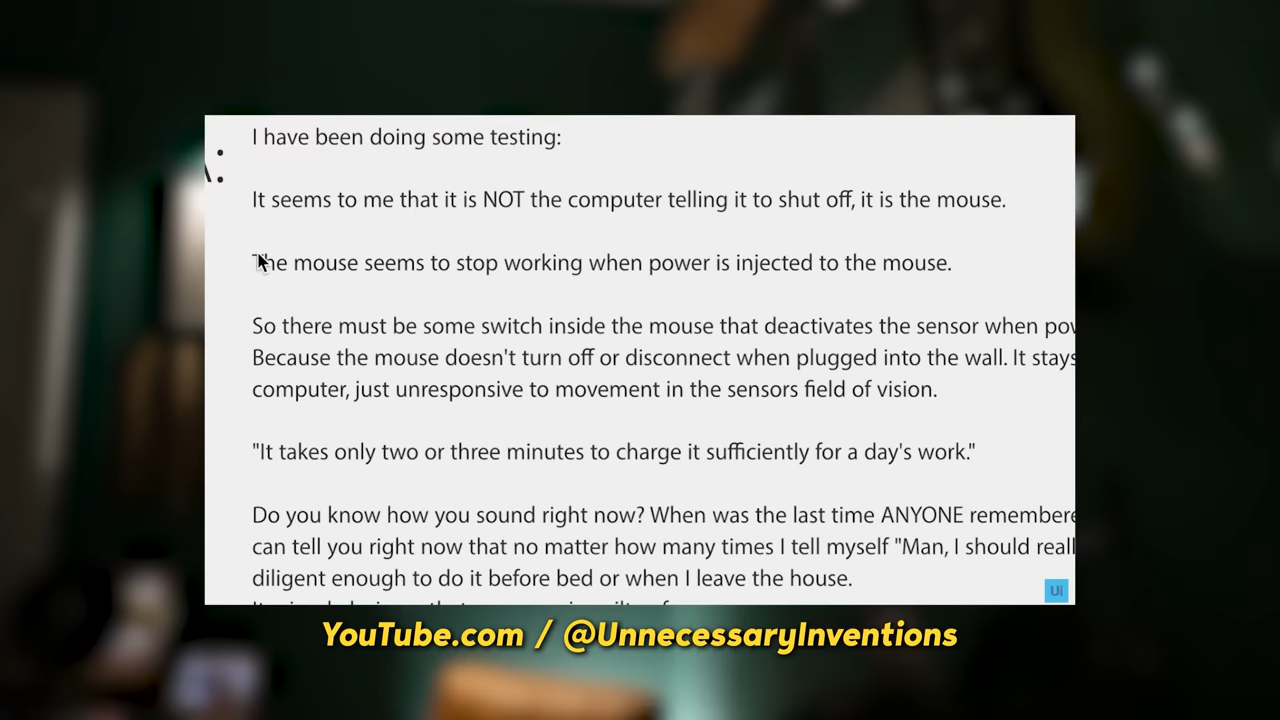 I have been doing some testing:
It seems to me that it is NOT the computer telling it to shut off, it is the mouse.
The mouse seems to stop working when power is injected to the mouse.
So there must be some switch inside the mouse that deactivates the sensor when
Because the mouse doesn't turn off or disconnect when plugged into the wall. It stays
computer, just unresponsive to movement in the sensors field of vision.
"It takes only two or three minutes to charge it sufficiently for a day's work."
Do you know how you sound right now? When was the last time ANYONE
can tell you right now that no matter how many times I tell myself "Man, I should
diligent enough to do it before bed or when I leave the house.
Ui
YouTube.com / @UnnecessaryInventions